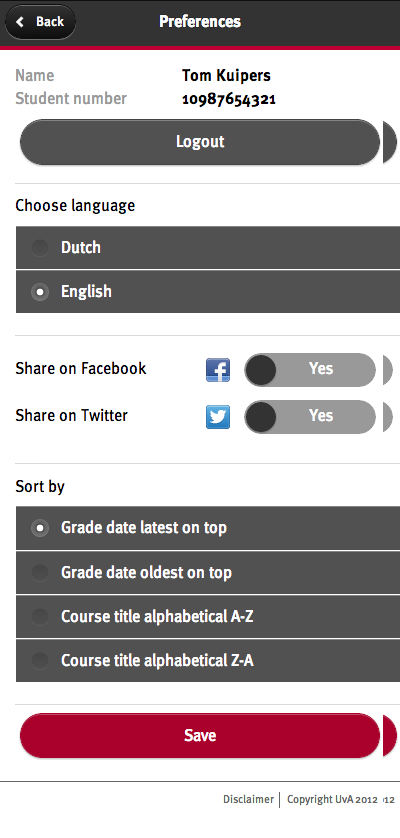 Back
Preferences
Name Tom Kuipers
Student number 10987654321
Logout
Choose language
Dutch
English
Share on Facebook Yes
Share on Twitter Yes
Sort by
Grade date latest on top
Grade date oldest on top
Course title alphabetical A-Z
Course title alphabetical Z-A
Save
Disclaimer | Copyright UvA 2012 12